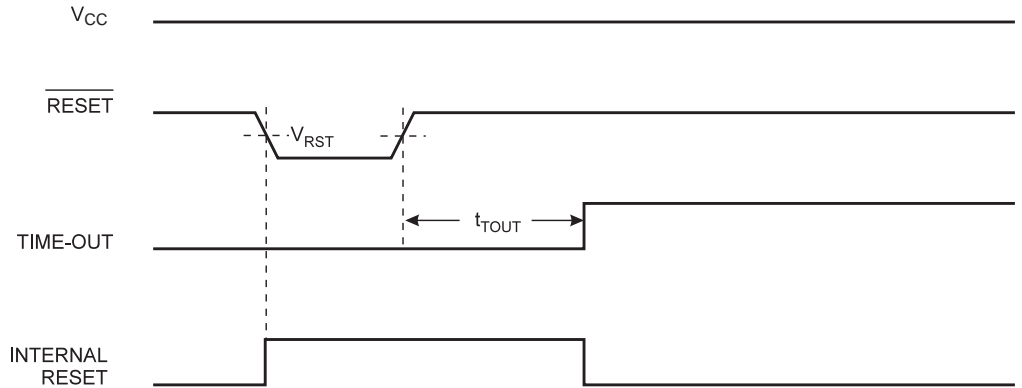 VCC
RESET
VRST
tTOUT
TIME-OUT
INTERNAL
RESET